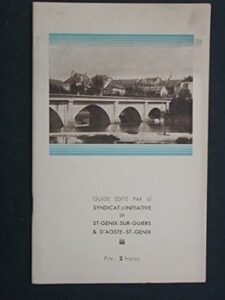 GUIDE ÉDITÉ PAR LE
SYNDICAT D'INITIATIVE
DE
ST-GENIX-SUR-GUIERS
& D'AOSTE-ST-GENIX
Prix : 2 francs